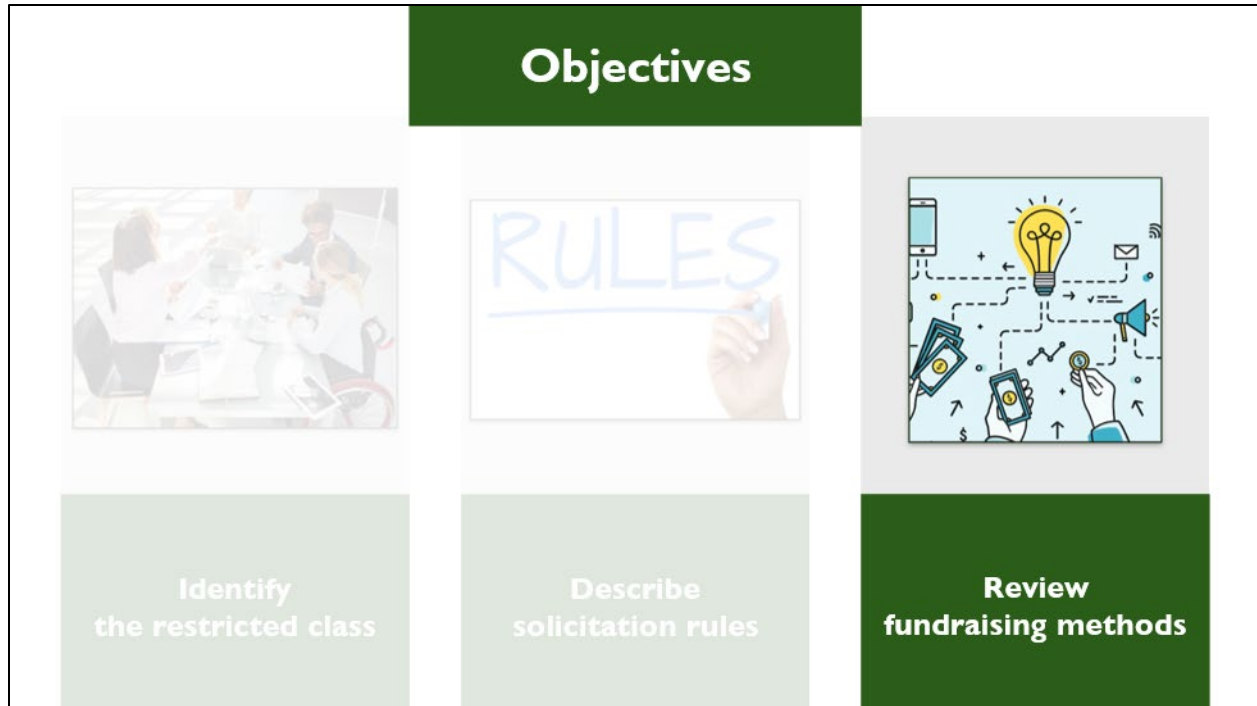 Objectives
RULES
Identify
the restricted class
Describe
solicitation rules
Review
fundraising methods